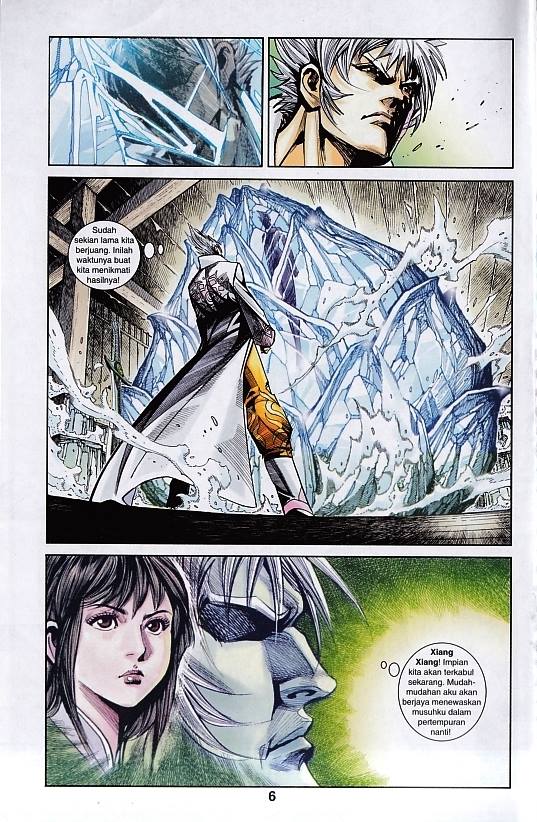 Sudah
sekian lama kita
berjuang. Inilah
waktunya buat
kita menikmati
hasilnya!
Xiang
Xiang! Impian
kita akan terkabul
sekarang. Mudah-
mudahan aku akan
berjaya menewaskan
musuhku dalam
pertempuran
nanti!
6